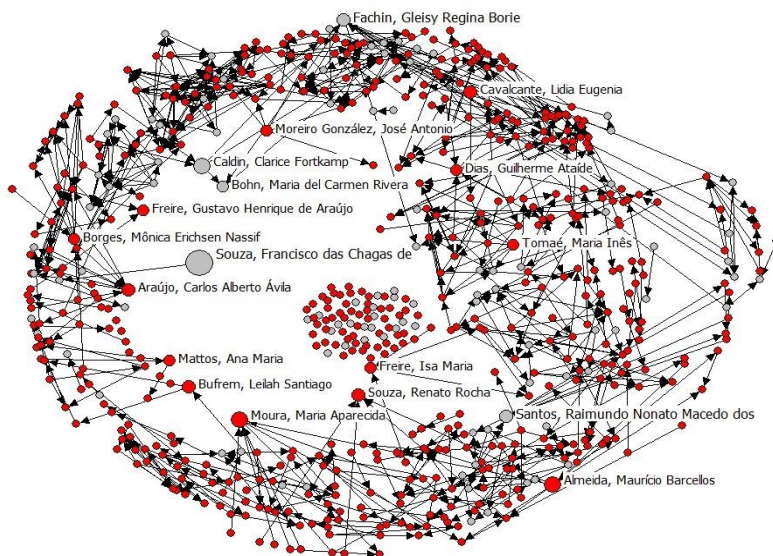 Fachin, Gleisy Regina Borie
Cavalcante, Lidia Eugenia
Moreiro González, José Antonio
Caldin, Clarice Fortkamp
Dias, Guilherme Ataíde
Bohn, Maria del Carmen Rivera
Freire, Gustavo Henrique de Araújo
Borges, Mônica Erichsen Nassif
Tomaé, Maria Inês
Souza, Francisco das Chagas de
Araújo, Carlos Alberto Ávila
Mattos, Ana Maria
Freire, Isa Maria
Bufrem, Leilah Santiago
Souza, Renato Rocha
Moura, Maria Aparecida
Santos, Raimundo Nonato Macedo dos
Almeida, Maurício Barcellos